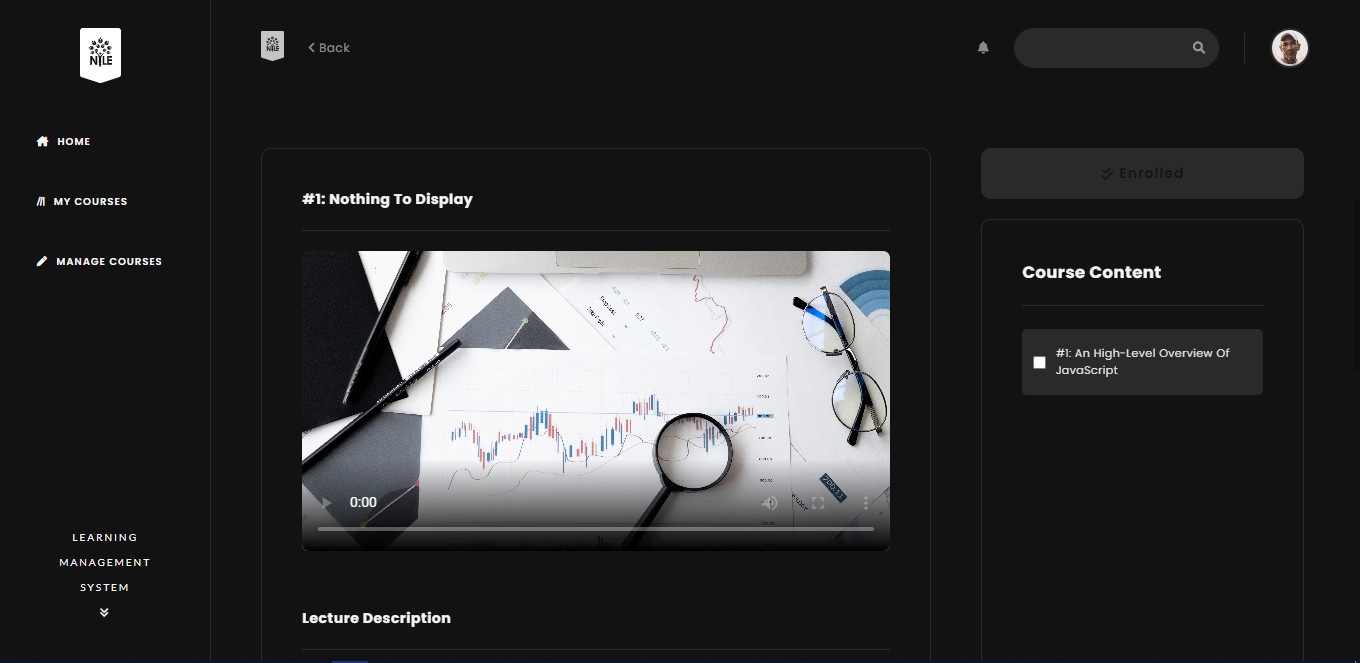 NILE
HOME
MY COURSES
MANAGE COURSES
LEARNING
MANAGEMENT
SYSTEM
NILE
Back
#1: Nothing To Display
0:00
Lecture Description
Enrolled
Course Content
#1: An High-Level Overview Of
JavaScript